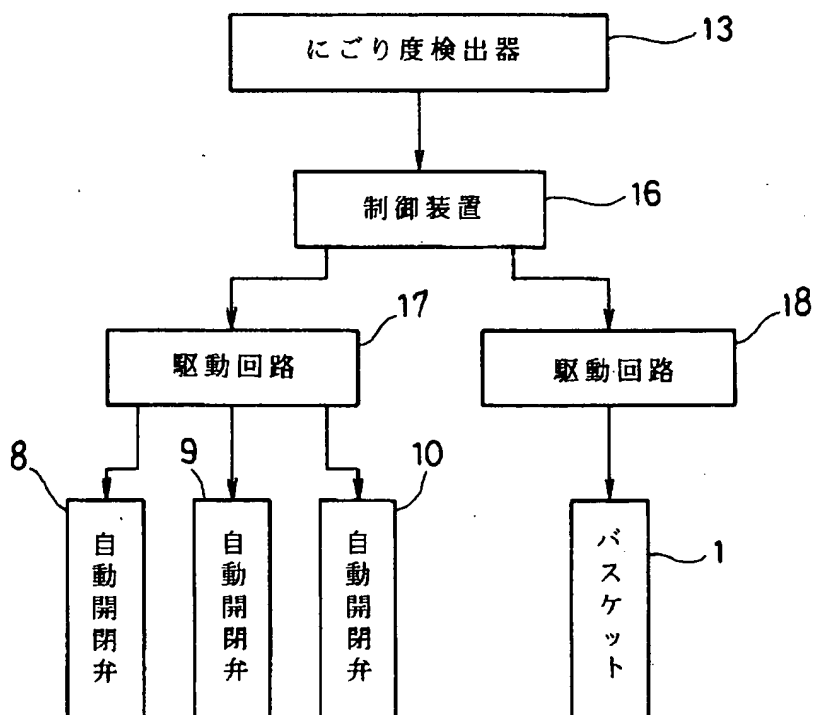 にごり度検出器
13
制御装置
16
17
18
駆動回路
駆動回路
8
9
10
自動開閉弁
自動開閉弁
自動開閉弁
バスケット
1